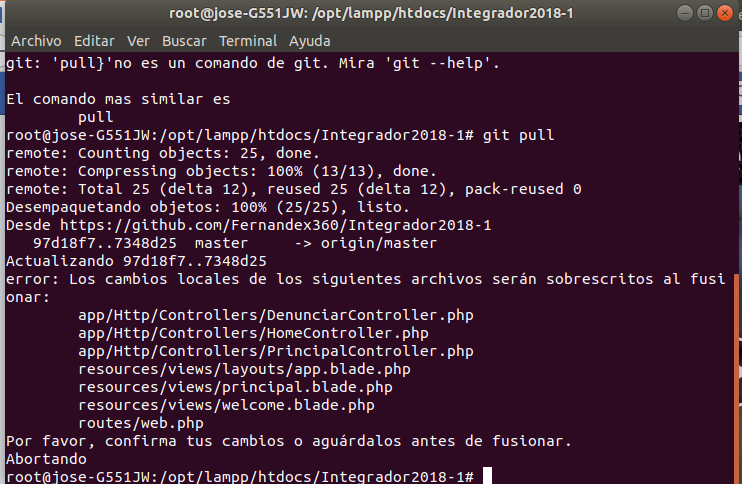 root@jose-G551JW: /opt/lampp/htdocs/Integrador2018-1
Archivo Editar Ver Buscar Terminal Ayuda
git: 'pull}'no es un comando de git. Mira 'git --help'.
El comando mas similar es
pull
root@jose-G551JW:/opt/lampp/htdocs/Integrador2018-1# git pull
remote: Counting objects: 25, done.
remote: Compressing objects: 100% (13/13), done.
remote: Total 25 (delta 12), reused 25 (delta 12), pack-reused 0
Desempaquetando objetos: 100% (25/25), listo.
Desde https://github.com/Fernandex360/Integrador2018-1
97d18f7..7348d25  master     -> origin/master
Actualizando 97d18f7..7348d25
error: Los cambios locales de los siguientes archivos serán sobrescritos al fusi
onar:
app/Http/Controllers/DenunciarController.php
app/Http/Controllers/HomeController.php
app/Http/Controllers/PrincipalController.php
resources/views/layouts/app.blade.php
resources/views/principal.blade.php
resources/views/welcome.blade.php
routes/web.php
Por favor, confirma tus cambios o aguárdalos antes de fusionar.
Abortando
root@jose-G551JW:/opt/lampp/htdocs/Integrador2018-1#